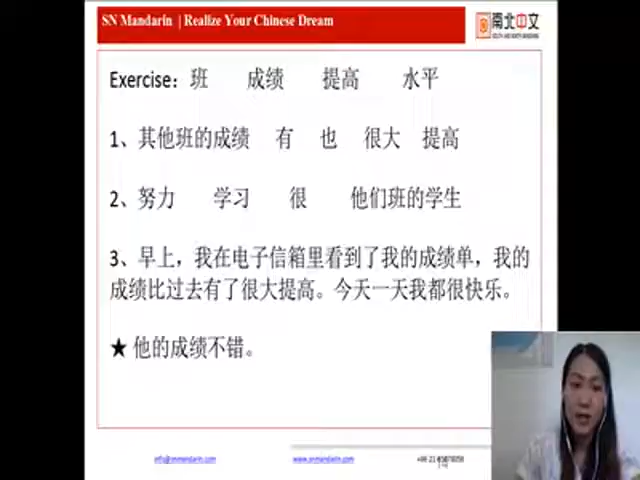 SN Mandarin | Realize Your Chinese Dream
南北中文
SOUTH AND NORTH MANDARIN
Exercise: 班 成绩 提高 水平
1、其他班的成绩 有 也 很大 提高
2、努力 学习 很 他们班的学生
3、早上，我在电子信箱里看到了我的成绩单，我的
成绩比过去有了很大提高。今天一天我都很快乐。
★ 他的成绩不错。
info@snmandarin.com www.snmandarin.com